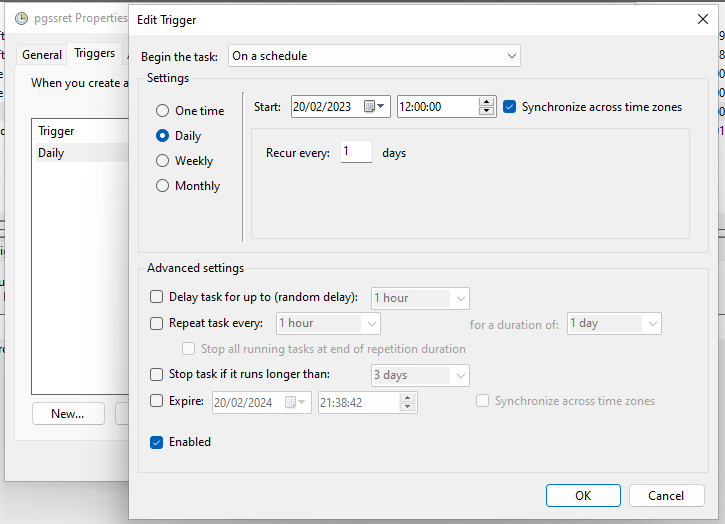 pgssret Properties
Edit Trigger
General
Triggers
Begin the task:
On a schedule
When you create a
Settings
One time
Start:
20/02/2023
12:00:00
Synchronize across time zones
Trigger
Daily
Daily
Recur every:
1
days
Weekly
Monthly
Advanced settings
Delay task for up to (random delay):
1 hour
Repeat task every:
1 hour
for a duration of:
1 day
Stop all running tasks at end of repetition duration
Stop task if it runs longer than:
3 days
New...
Expire:
20/02/2024
21:38:42
Synchronize across time zones
Enabled
OK
Cancel